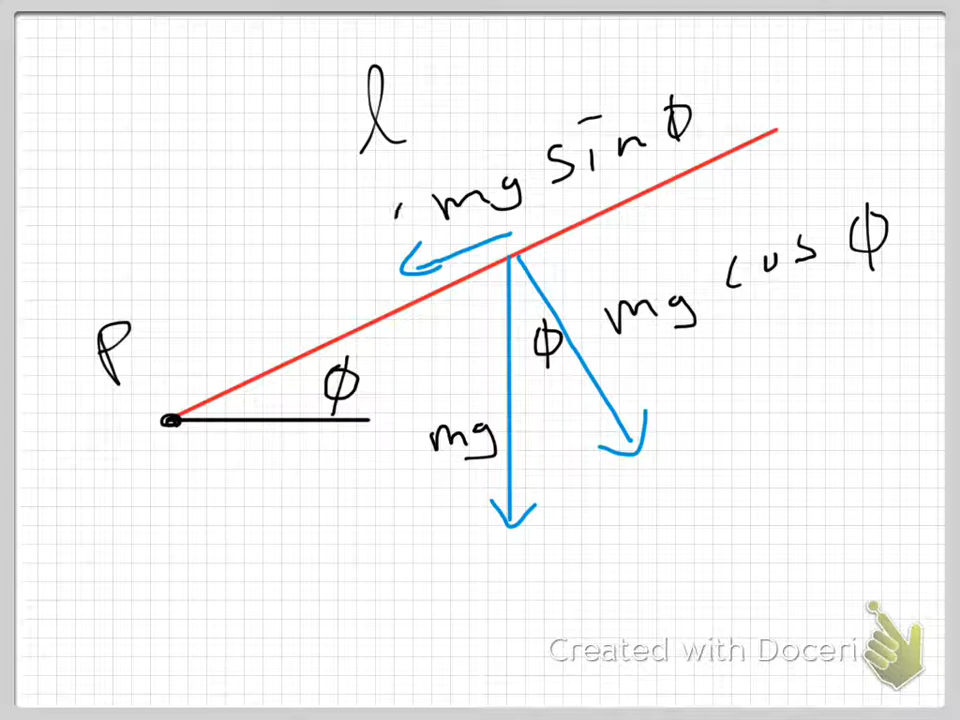 l
mg sin ϕ
mg cos ϕ
P
ϕ
ϕ
mg
Created with Doceri